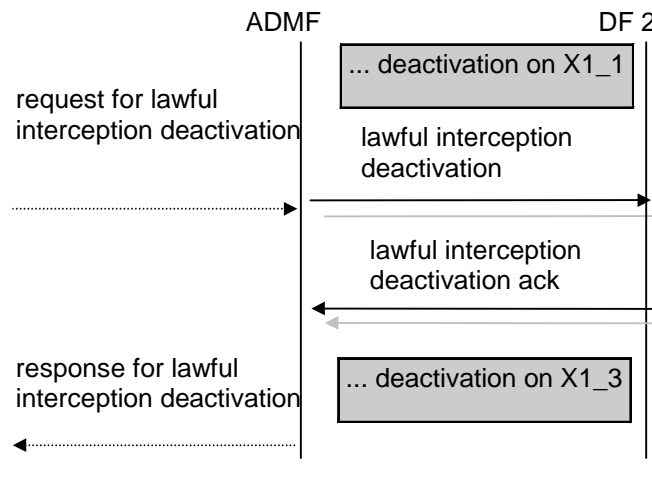 ADMF
DF 2
... deactivation on X1_1
request for lawful
interception deactivation
lawful interception
deactivation
lawful interception
deactivation ack
response for lawful
interception deactivation
... deactivation on X1_3